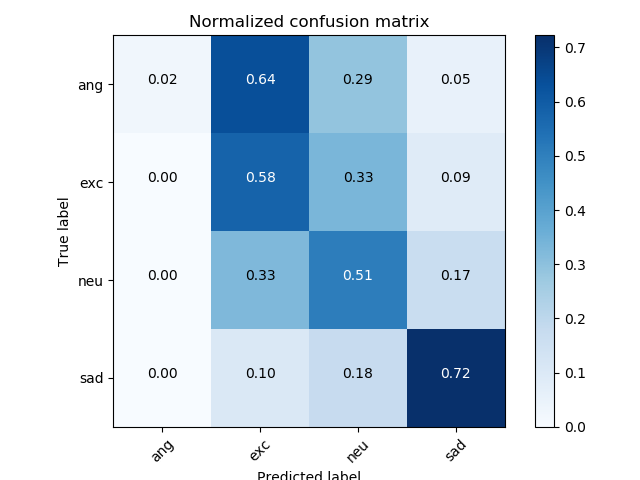 Normalized confusion matrix
True label
ang 0.02 0.64 0.29 0.05
exc 0.00 0.58 0.33 0.09
neu 0.00 0.33 0.51 0.17
sad 0.00 0.10 0.18 0.72
ang exc neu sad
Predicted label
0.7
0.6
0.5
0.4
0.3
0.2
0.1
0.0